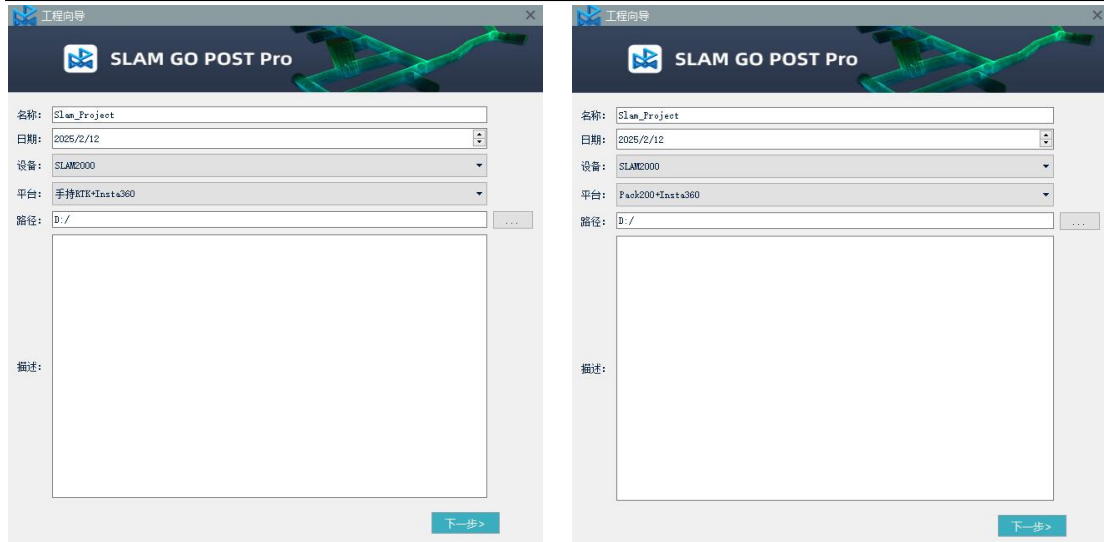 工程向导
SLAM GO POST Pro
名称: Slam_Project
日期: 2025/2/12
设备: SLAM2000
平台: 手持RTK+Insta360
路径: D:/ ...
描述:
下一步>
工程向导
SLAM GO POST Pro
名称: Slam_Project
日期: 2025/2/12
设备: SLAM2000
平台: Pack200+Insta360
路径: D:/ ...
描述:
下一步>